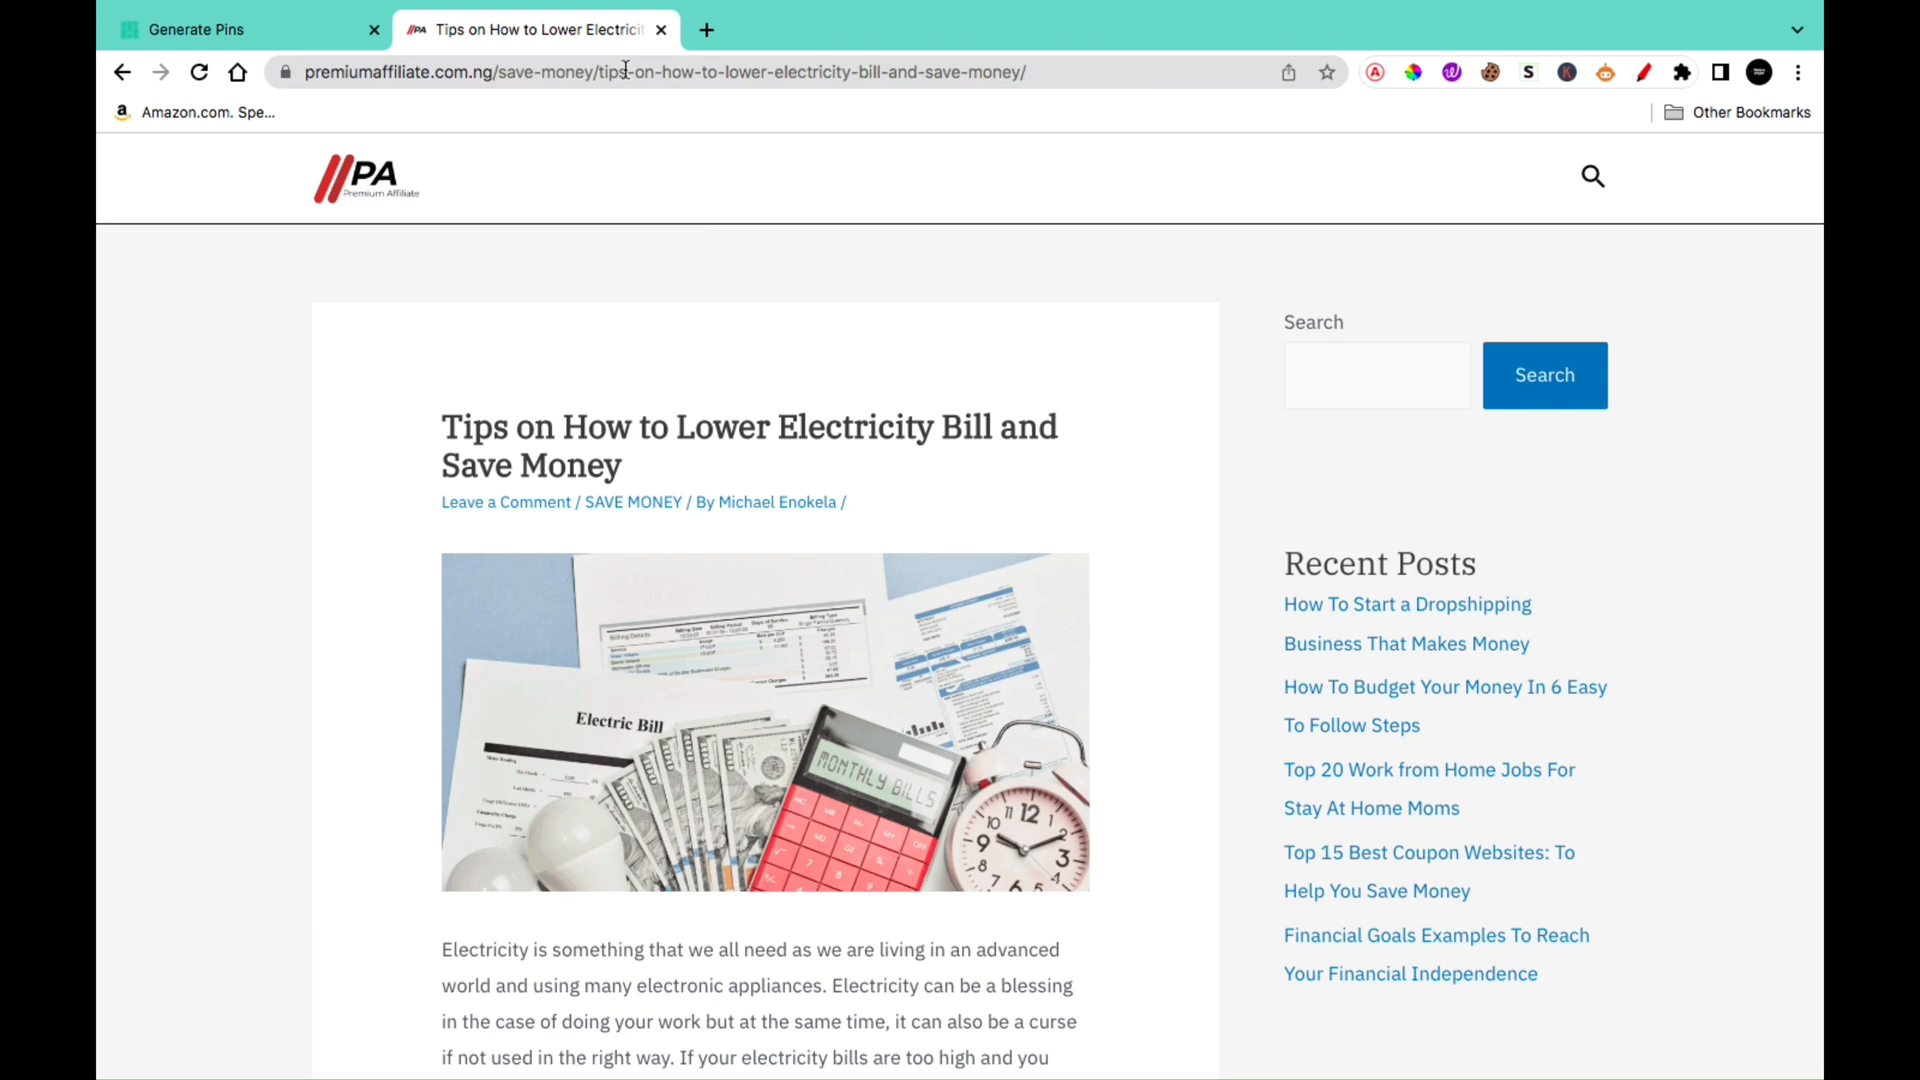 Generate Pins
PA Tips on How to Lower Electricit
premiumaffiliate.com.ng/save-money/tips-on-how-to-lower-electricity-bill-and-save-money/
Amazon.com. Spe...
Other Bookmarks
PA
Premium Affiliate
Search
Search
Tips on How to Lower Electricity Bill and
Save Money
Leave a Comment / SAVE MONEY / By Michael Enokela /
Billing Details
Electric Bill
MONTHLY BILLS
Recent Posts
How To Start a Dropshipping
Business That Makes Money
How To Budget Your Money In 6 Easy
To Follow Steps
Top 20 Work from Home Jobs For
Stay At Home Moms
Top 15 Best Coupon Websites: To
Help You Save Money
Financial Goals Examples To Reach
Your Financial Independence
Electricity is something that we all need as we are living in an advanced
world and using many electronic appliances. Electricity can be a blessing
in the case of doing your work but at the same time, it can also be a curse
if not used in the right way. If your electricity bills are too high and you